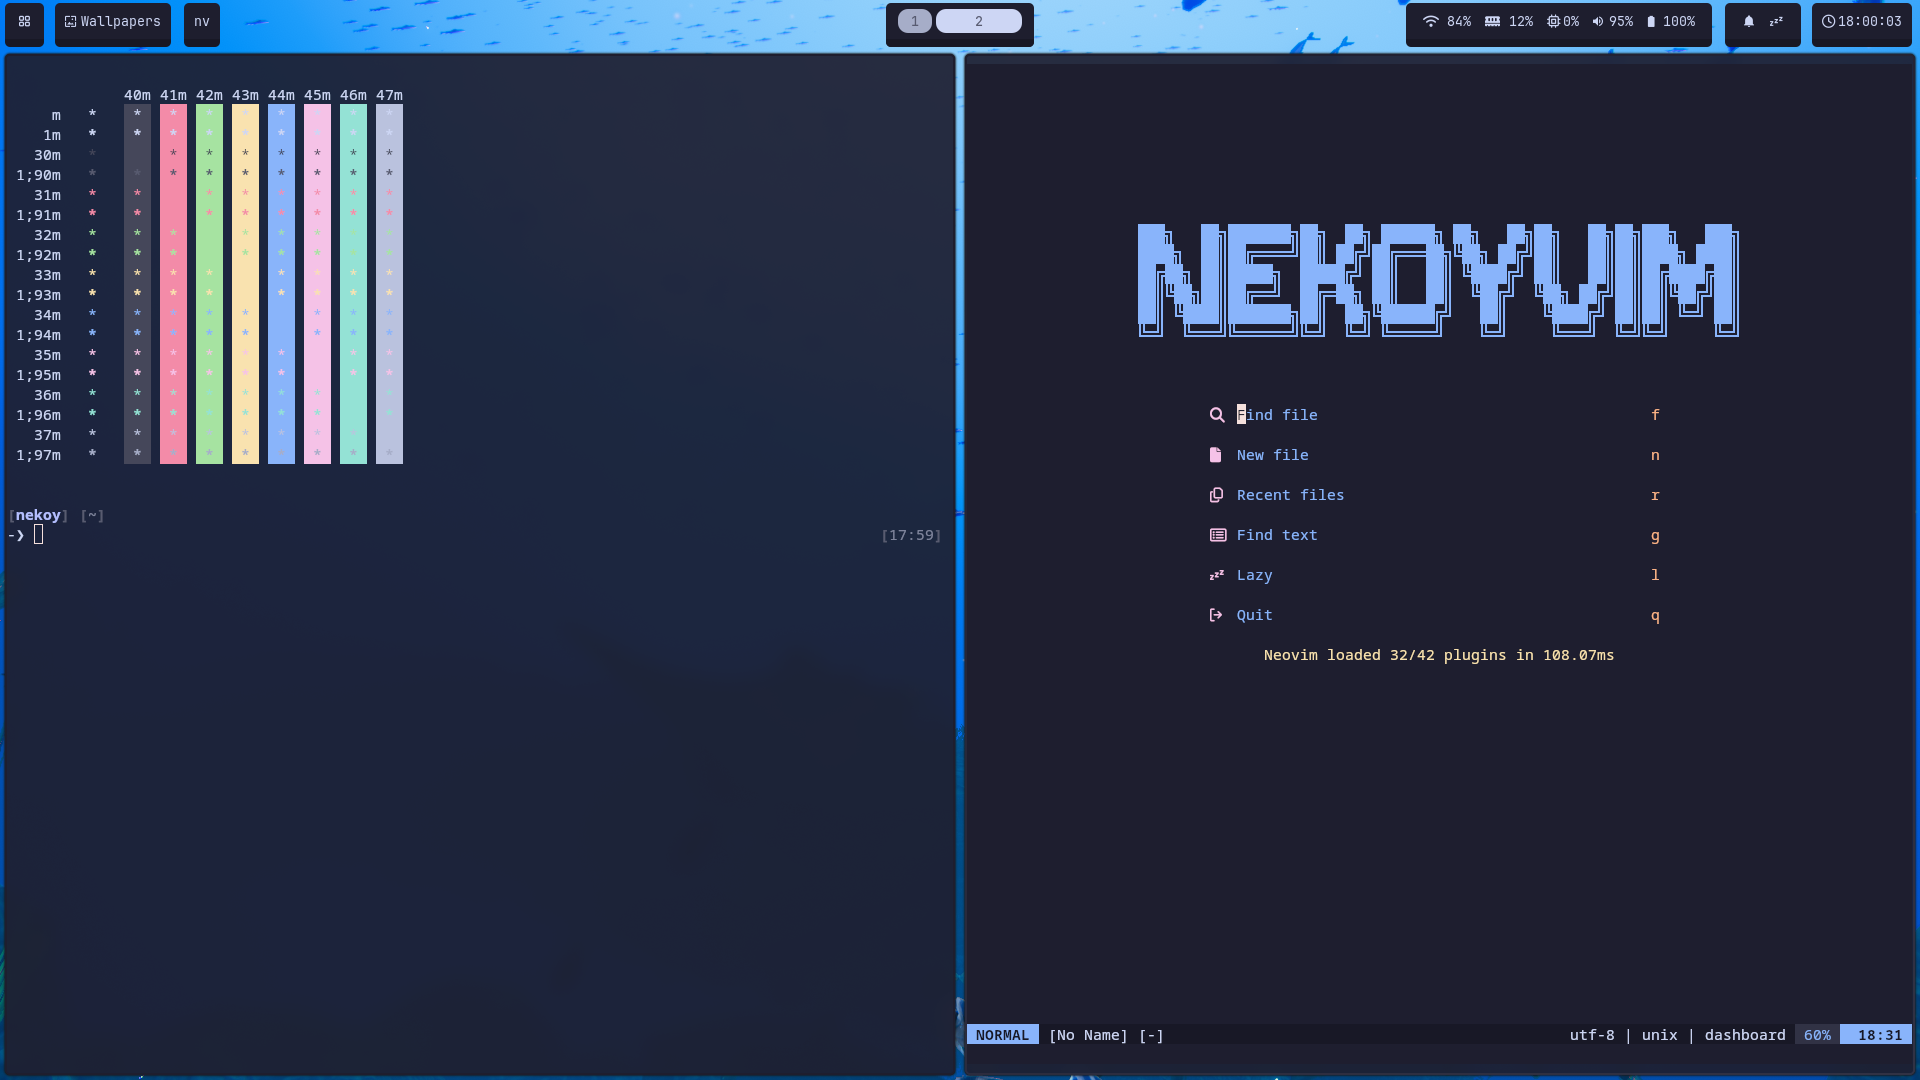 Wallpapers
nv
1
2
84% 12% 0% 95% 100%
18:00:03
40m 41m 42m 43m 44m 45m 46m 47m
m * * * * * * * * *
1m * * * * * * * * *
30m * * * * * * * *
1;90m * * * * * * * * *
31m * * * * * * * *
1;91m * * * * * * * *
32m * * * * * * * *
1;92m * * * * * * * *
33m * * * * * * * *
1;93m * * * * * * * *
34m * * * * * * * *
1;94m * * * * * * * *
35m * * * * * * * *
1;95m * * * * * * * *
36m * * * * * * * *
1;96m * * * * * * * *
37m * * * * * * * *
1;97m * * * * * * * * *
[nekoy] [~]
-❯ [17:59]
NEKOYVIM
Find file f
New file n
Recent files r
Find text g
Lazy l
Quit q
Neovim loaded 32/42 plugins in 108.07ms
NORMAL [No Name] [-] utf-8 | unix | dashboard 60% 18:31